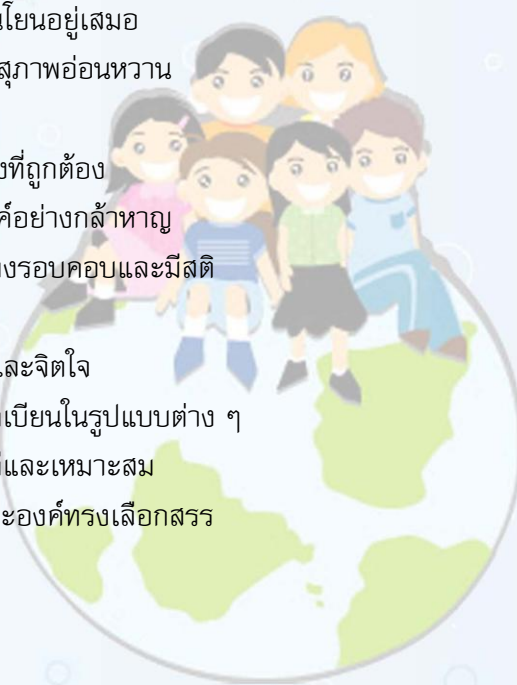 นโยนอยู่เสมอ
สุภาพอ่อนหวาน
งที่ถูกต้อง
ค์อย่างกล้าหาญ
างรอบคอบและมีสติ
และจิตใจ
เบียนในรูปแบบต่าง ๆ
และเหมาะสม
ะองค์ทรงเลือกสรร